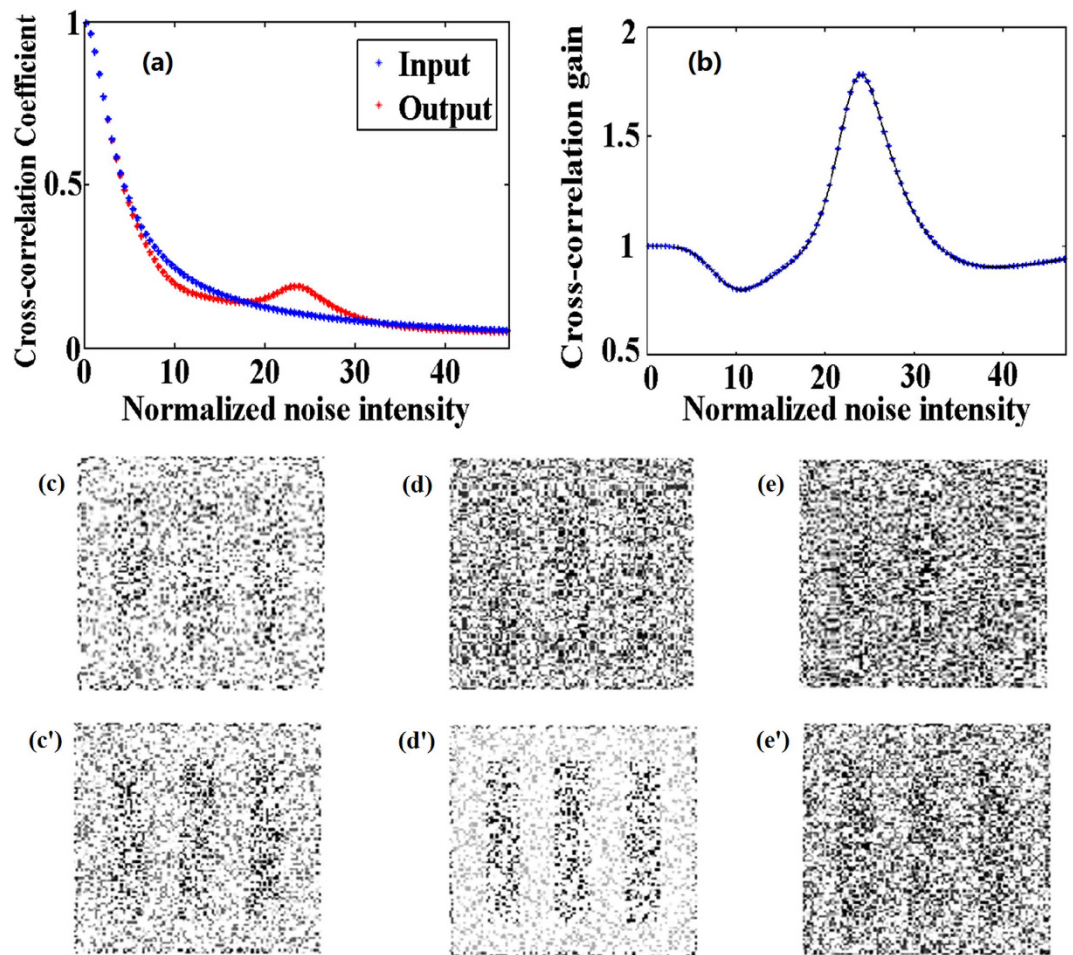 Cross-correlation Coefficient
1
0.5
0
(a)
Input
Output
0 10 20 30 40
Normalized noise intensity
Cross-correlation gain
2
1.5
1
0.5
(b)
0 10 20 30 40
Normalized noise intensity
(c)
(d)
(e)
(c')
(d')
(e')